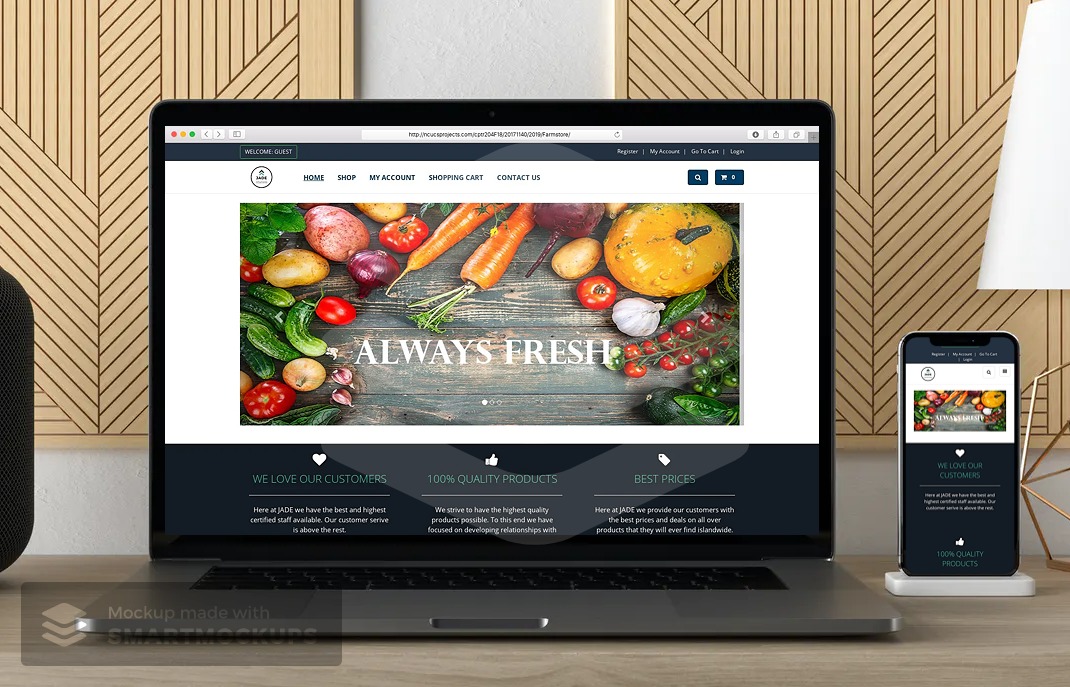 http://ncucsprojects.com/cptr204F18/20171140/2019/Farmstore/
WELCOME: GUEST
Register | My Account | Go To Cart | Login
JADE
HOME SHOP MY ACCOUNT SHOPPING CART CONTACT US
0
ALWAYS FRESH
WE LOVE OUR CUSTOMERS
Here at JADE we have the best and highest
certified staff available. Our customer serive
is above the rest.
100% QUALITY PRODUCTS
We strive to have the highest quality
products possible. To this end we have
focused on developing relationships with
BEST PRICES
Here at JADE we provide our customers with
the best prices and deals on all over
products that they will ever find islandwide.
Register | My Account | Go To Cart
| Login
JADE
ALWAYS FRESH
WE LOVE OUR
CUSTOMERS
Here at JADE we have the best and
highest certified staff available. Our
customer serive is above the rest.
100% QUALITY
PRODUCTS
Mockup made with
SMARTMOCKUPS